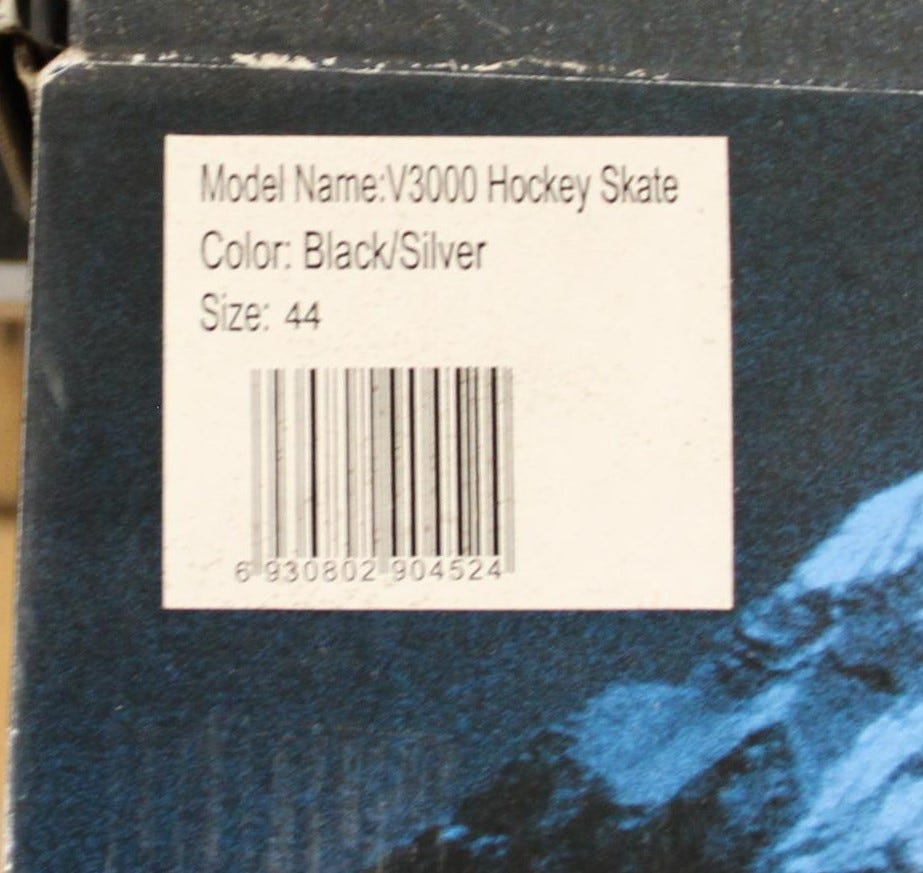 Model Name:V3000 Hockey Skate
Color: Black/Silver
Size: 44
6 930802 904524